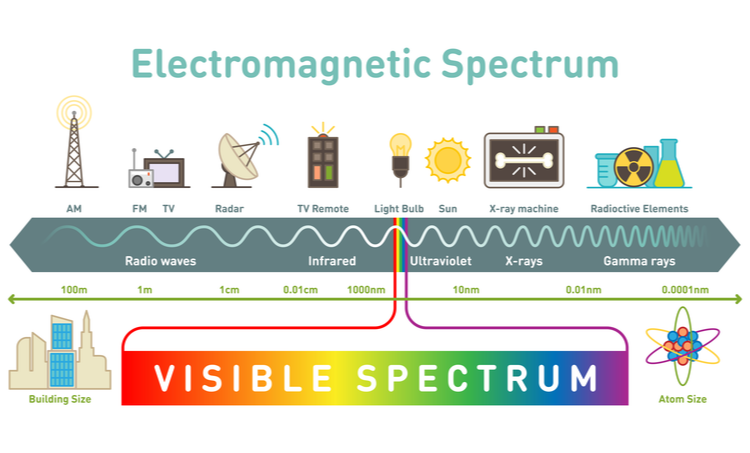 Electromagnetic Spectrum
AM FM TV Radar TV Remote Light Bulb Sun X-ray machine Radioctive Elements
Radio waves Infrared Ultraviolet X-rays Gamma rays
100m 1m 1cm 0.01cm 1000nm 10nm 0.01nm 0.0001nm
VISIBLE SPECTRUM
Building Size Atom Size